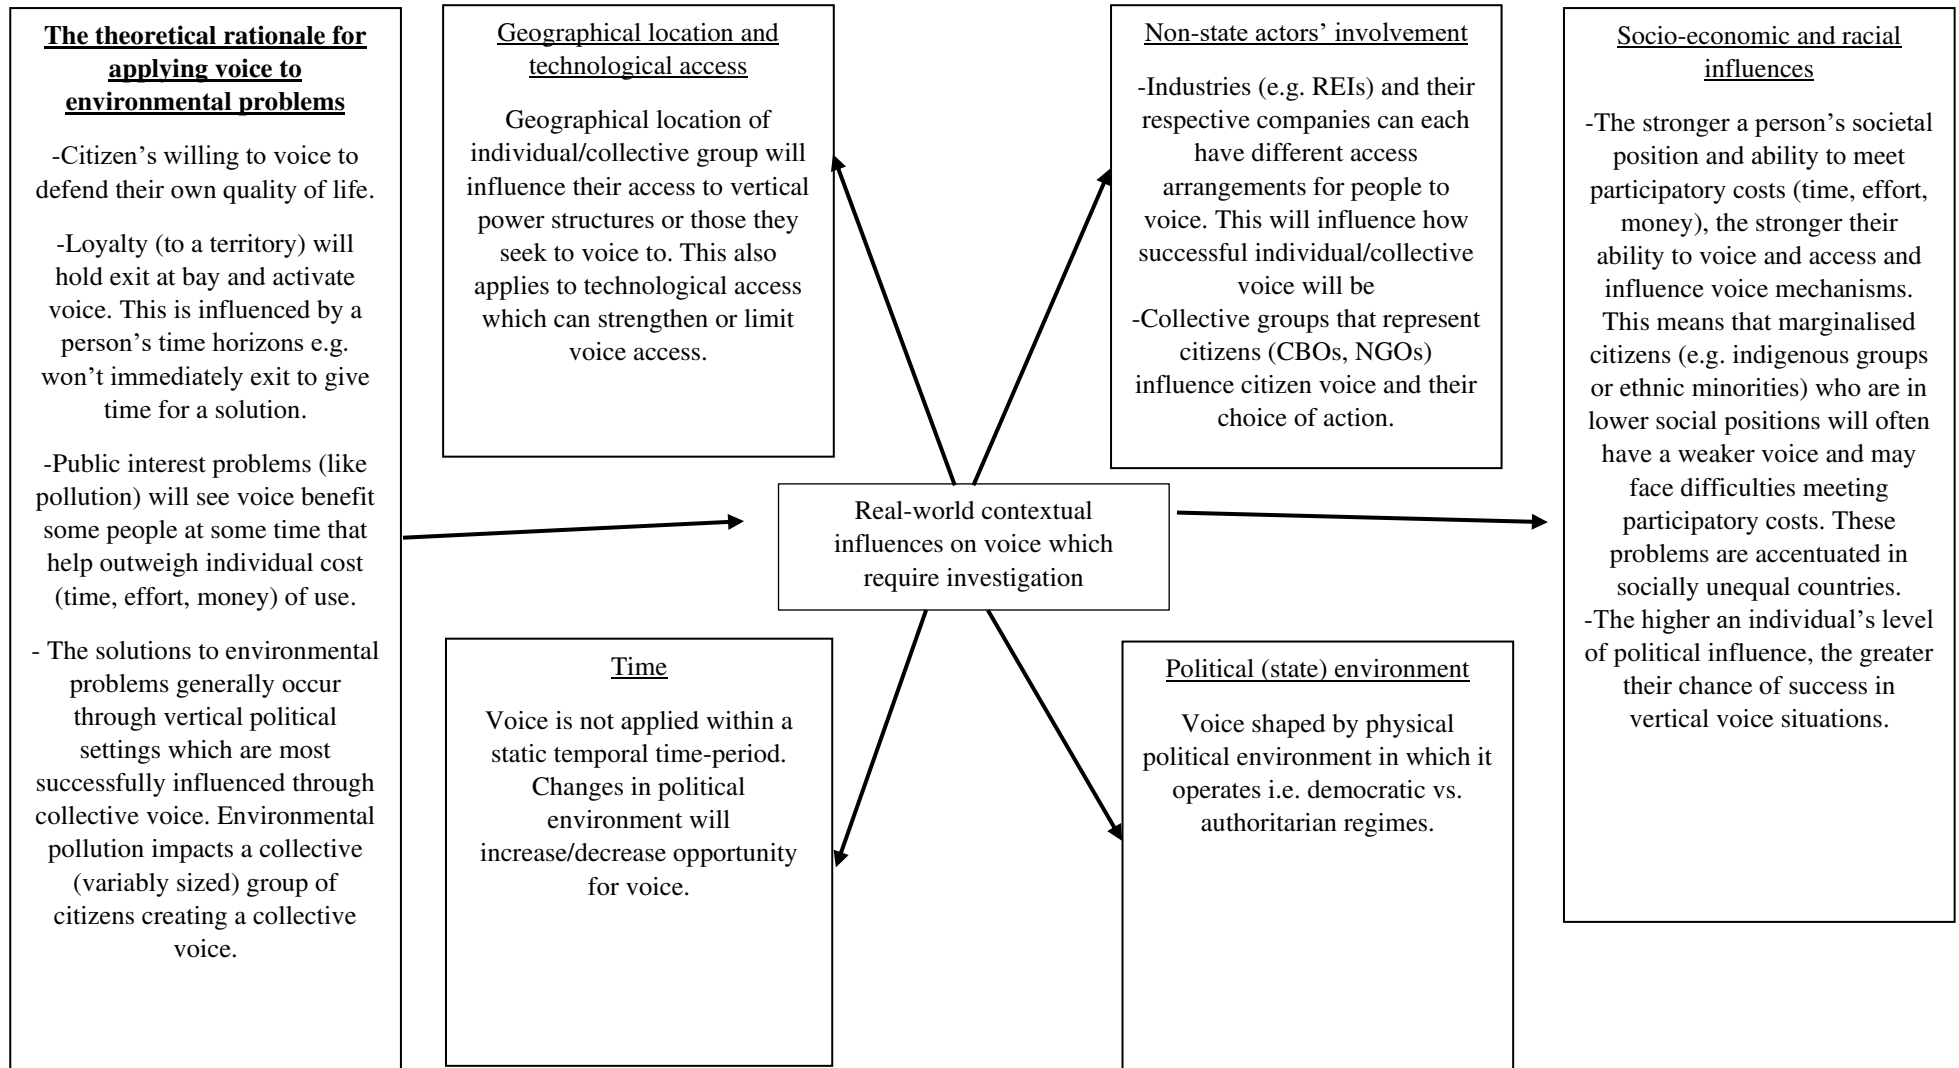 The theoretical rationale for
applying voice to
environmental problems
-Citizen’s willing to voice to
defend their own quality of life.
-Loyalty (to a territory) will
hold exit at bay and activate
voice. This is influenced by a
person’s time horizons e.g.
won’t immediately exit to give
time for a solution.
-Public interest problems (like
pollution) will see voice benefit
some people at some time that
help outweigh individual cost
(time, effort, money) of use.
- The solutions to environmental
problems generally occur
through vertical political
settings which are most
successfully influenced through
collective voice. Environmental
pollution impacts a collective
(variably sized) group of
citizens creating a collective
voice.
Geographical location and
technological access
Geographical location of
individual/collective group will
influence their access to vertical
power structures or those they
seek to voice to. This also
applies to technological access
which can strengthen or limit
voice access.
Non-state actors’ involvement
-Industries (e.g. REIs) and their
respective companies can each
have different access
arrangements for people to
voice. This will influence how
successful individual/collective
voice will be
-Collective groups that represent
citizens (CBOs, NGOs)
influence citizen voice and their
choice of action.
Socio-economic and racial
influences
-The stronger a person’s societal
position and ability to meet
participatory costs (time, effort,
money), the stronger their
ability to voice and access and
influence voice mechanisms.
This means that marginalised
citizens (e.g. indigenous groups
or ethnic minorities) who are in
lower social positions will often
have a weaker voice and may
face difficulties meeting
participatory costs. These
problems are accentuated in
socially unequal countries.
-The higher an individual’s level
of political influence, the greater
their chance of success in
vertical voice situations.
Real-world contextual
influences on voice which
require investigation
Time
Voice is not applied within a
static temporal time-period.
Changes in political
environment will
increase/decrease opportunity
for voice.
Political (state) environment
Voice shaped by physical
political environment in which it
operates i.e. democratic vs.
authoritarian regimes.